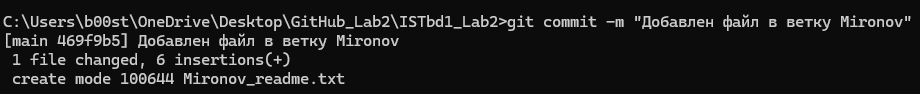 C:\Users\b00st\OneDrive\Desktop\GitHub_Lab2\ISTbd1_Lab2>git commit -m "Добавлен файл в ветку Mironov"
[main 469f9b5] Добавлен файл в ветку Mironov
 1 file changed, 6 insertions(+)
 create mode 100644 Mironov_readme.txt